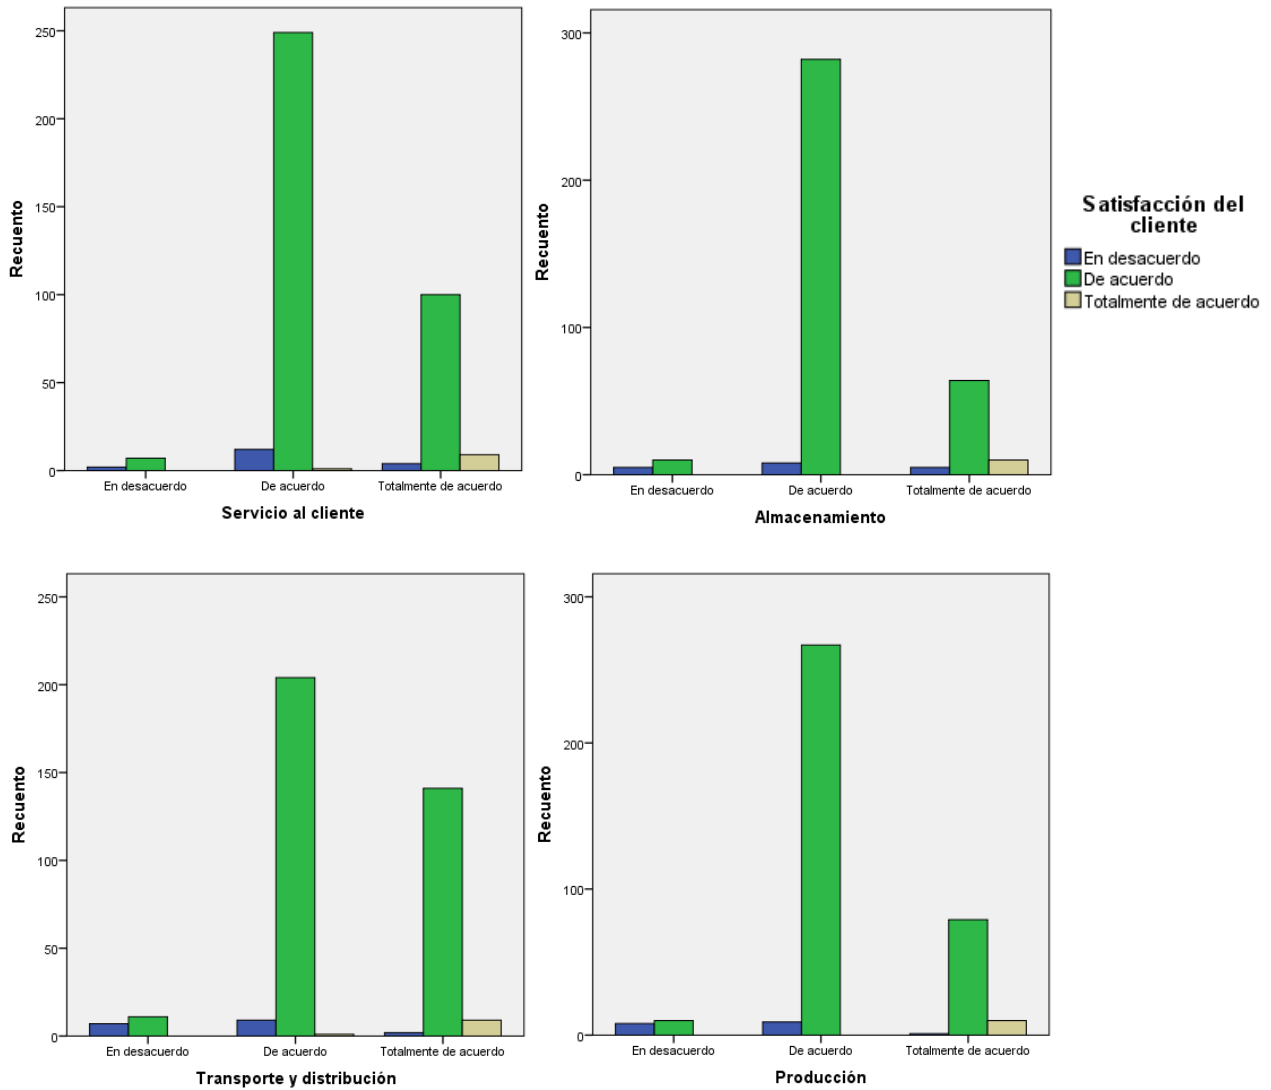 250
200
150
100
50
0
Recuento
En desacuerdo
De acuerdo
Totalmente de acuerdo
Servicio al cliente
300
200
100
0
Recuento
En desacuerdo
De acuerdo
Totalmente de acuerdo
Almacenamiento
Satisfacción del
cliente
En desacuerdo
De acuerdo
Totalmente de acuerdo
250
200
150
100
50
0
Recuento
En desacuerdo
De acuerdo
Totalmente de acuerdo
Transporte y distribución
300
200
100
0
Recuento
En desacuerdo
De acuerdo
Totalmente de acuerdo
Producción